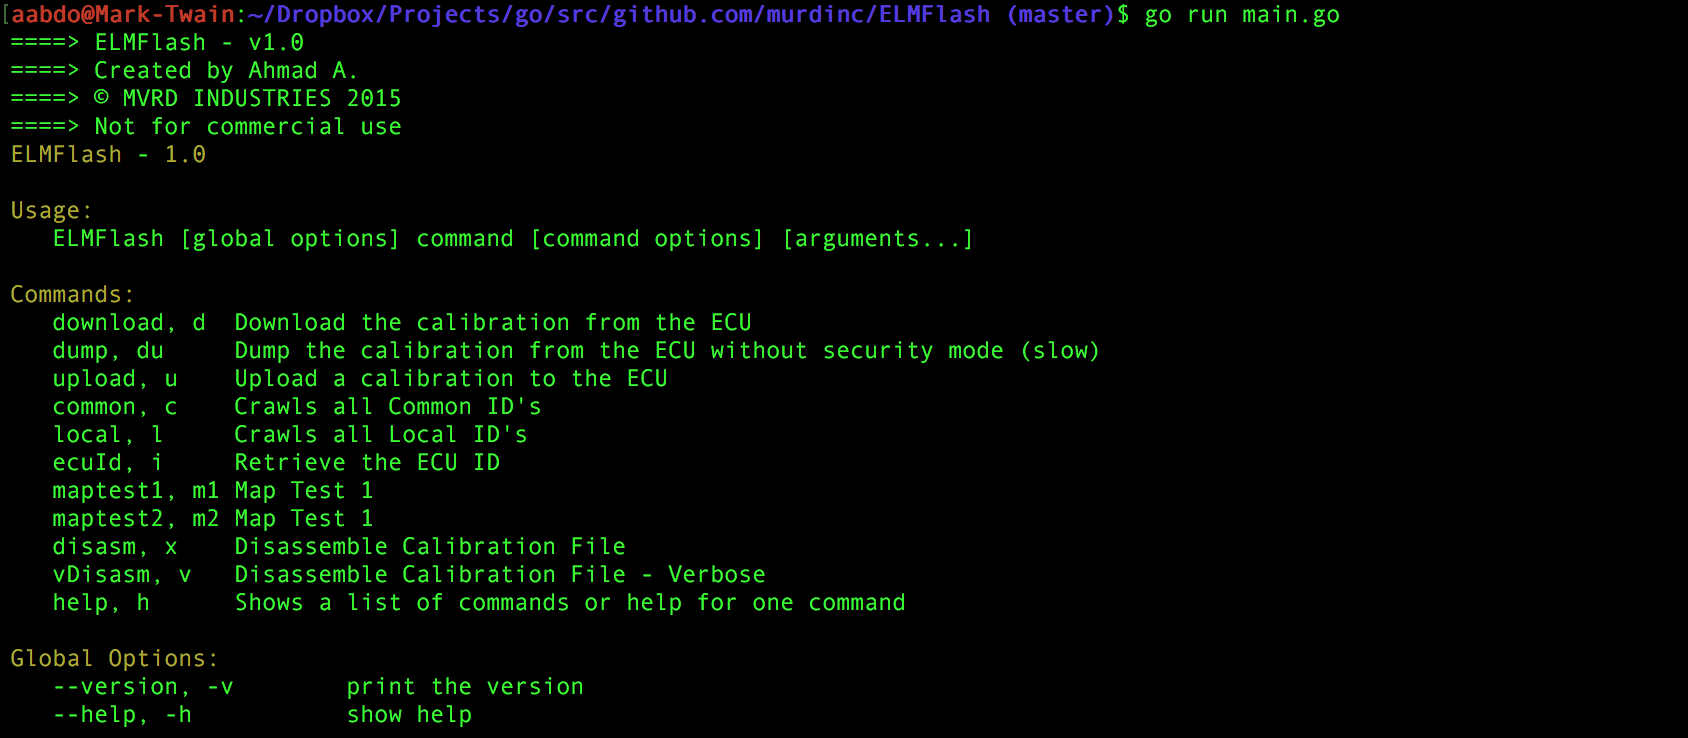 [aabdo@Mark-Twain:~/Dropbox/Projects/go/src/github.com/murdinc/ELMFlash (master)$ go run main.go
====> ELMFlash - v1.0
====> Created by Ahmad A.
====> © MVRD INDUSTRIES 2015
====> Not for commercial use
ELMFlash - 1.0
Usage:
ELMFlash [global options] command [command options] [arguments...]
Commands:
download, d  Download the calibration from the ECU
dump, du     Dump the calibration from the ECU without security mode (slow)
upload, u    Upload a calibration to the ECU
common, c    Crawls all Common ID's
local, l     Crawls all Local ID's
ecuId, i     Retrieve the ECU ID
maptest1, m1 Map Test 1
maptest2, m2 Map Test 1
disasm, x    Disassemble Calibration File
vDisasm, v   Disassemble Calibration File - Verbose
help, h      Shows a list of commands or help for one command
Global Options:
--version, -v        print the version
--help, -h           show help